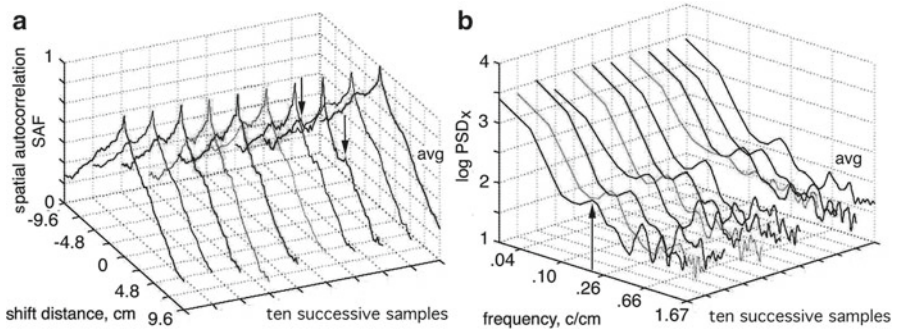 a
spatial autocorrelation
SAF
1
0
-9.6
-4.8
0
4.8
9.6
shift distance, cm
ten successive samples
avg
b
log PSDx
4
3
2
1
.04
.10
.26
.66
1.67
frequency, c/cm
ten successive samples
avg